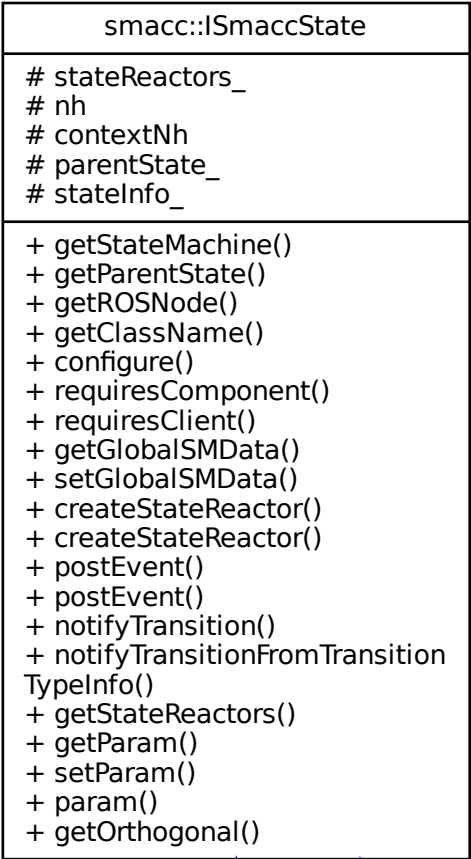 smacc::ISmaccState
# stateReactors_
# nh
# contextNh
# parentState_
# stateInfo_
+ getStateMachine()
+ getParentState()
+ getROSNode()
+ getClassName()
+ configure()
+ requiresComponent()
+ requiresClient()
+ getGlobalSMData()
+ setGlobalSMData()
+ createStateReactor()
+ createStateReactor()
+ postEvent()
+ postEvent()
+ notifyTransition()
+ notifyTransitionFromTransition
TypeInfo()
+ getStateReactors()
+ getParam()
+ setParam()
+ param()
+ getOrthogonal()